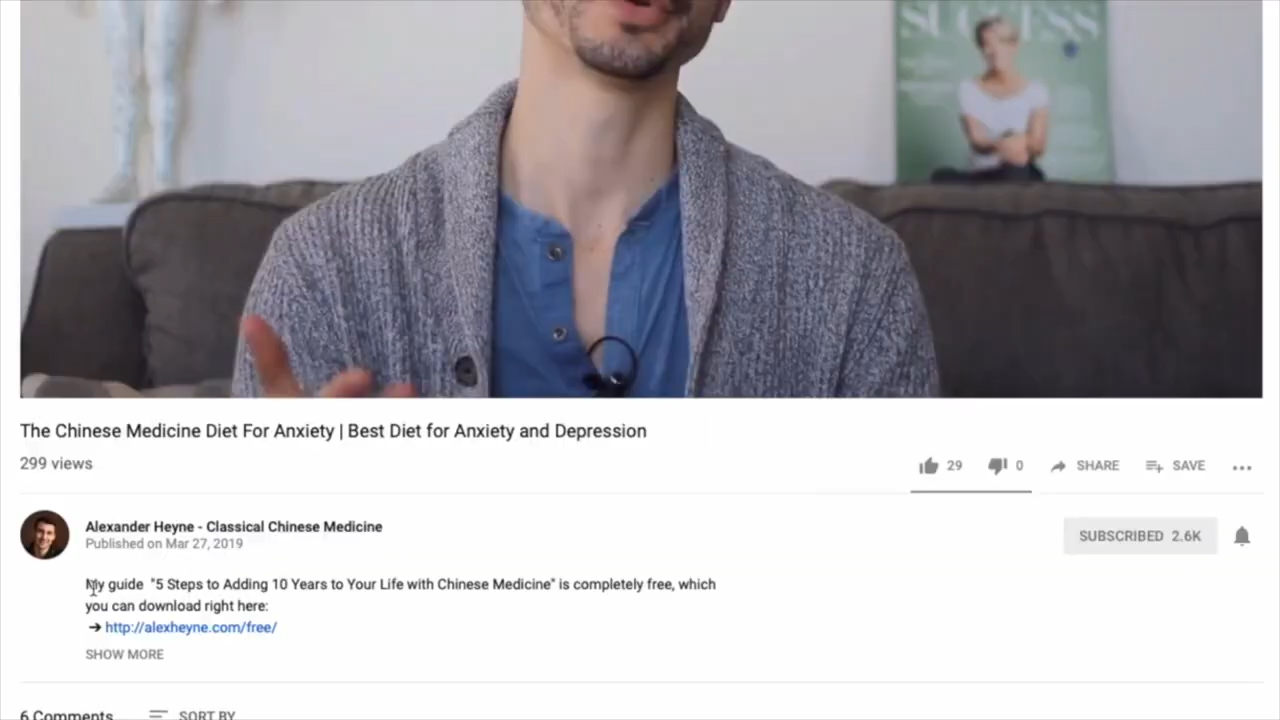 SUCCESS
The Chinese Medicine Diet For Anxiety | Best Diet for Anxiety and Depression
299 views
29
0
SHARE
SAVE
Alexander Heyne - Classical Chinese Medicine
Published on Mar 27, 2019
SUBSCRIBED 2.6K
My guide "5 Steps to Adding 10 Years to Your Life with Chinese Medicine" is completely free, which
you can download right here:
➔ http://alexheyne.com/free/
SHOW MORE
6 Comments
SORT BY